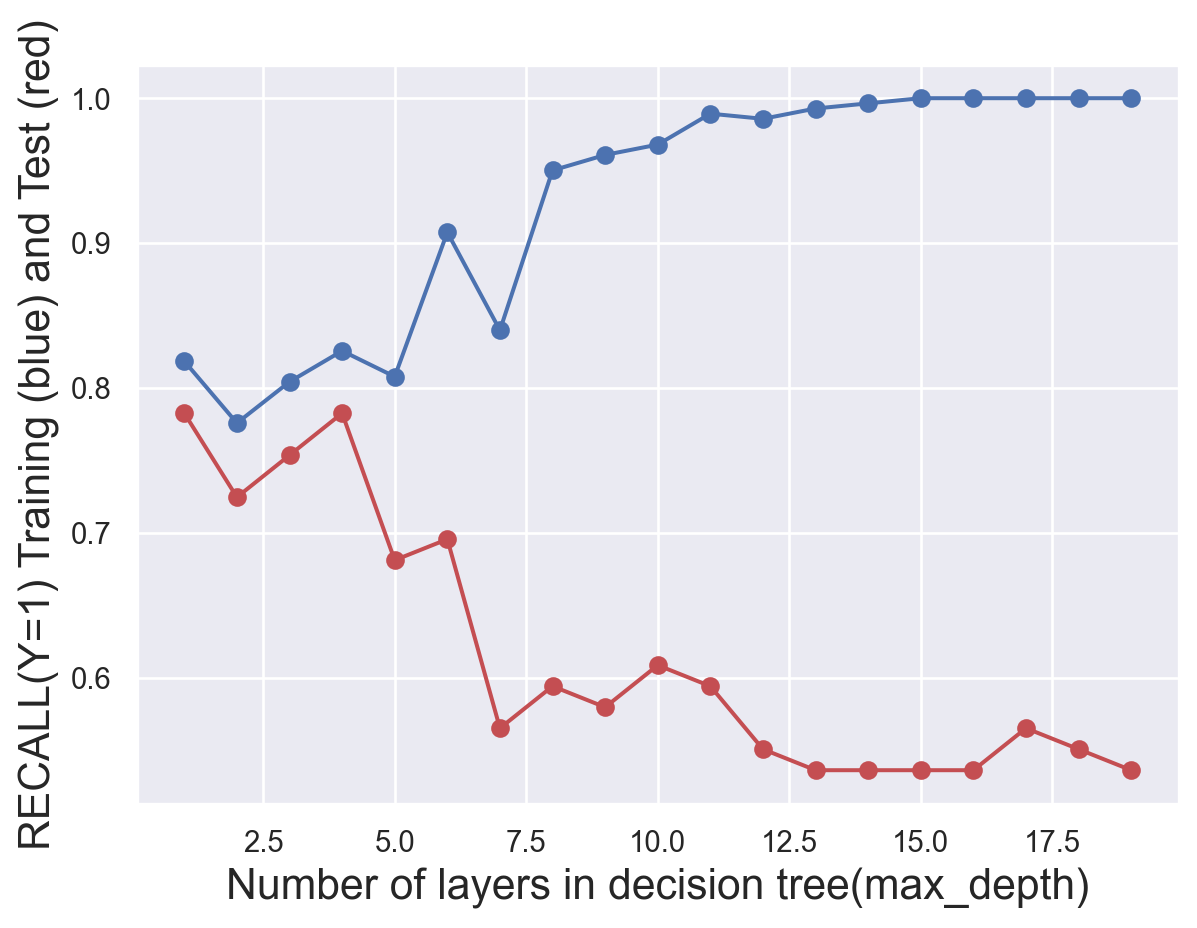 RECALL(Y=1) Training (blue) and Test (red)
1.0
0.9
0.8
0.7
0.6
2.5 5.0 7.5 10.0 12.5 15.0 17.5
Number of layers in decision tree(max_depth)